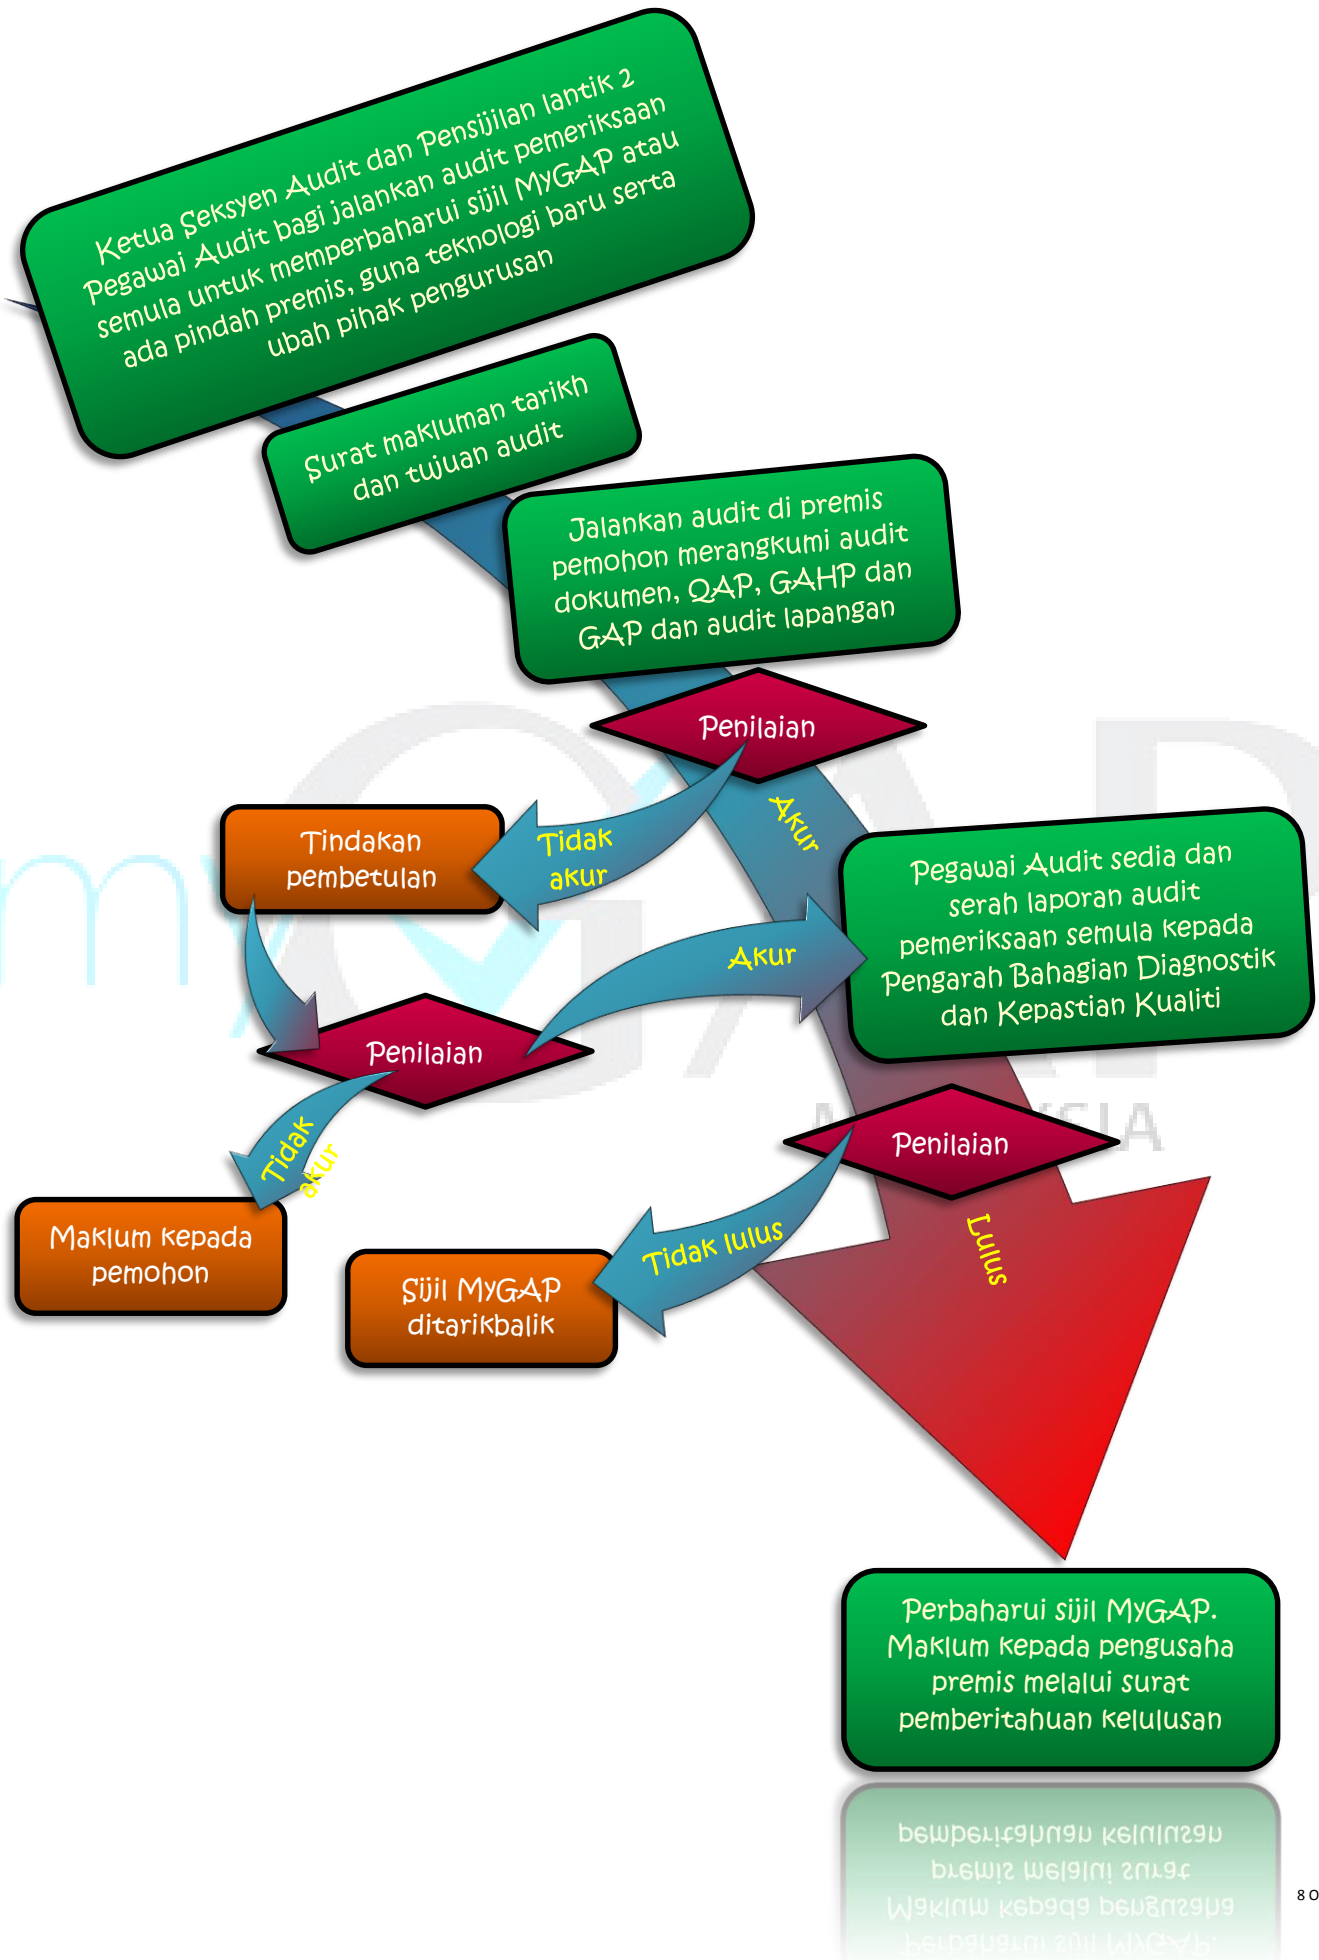 Ketua Seksyen Audit dan Pensijilan lantik 2
Pegawai Audit bagi jalankan audit pemeriksaan
semula untuk memperbaharui sijil MyGAP atau
ada pindah premis, guna teknologi baru serta
ubah pihak pengurusan
Surat makluman tarikh
dan tujuan audit
Jalankan audit di premis
pemohon merangkumi audit
dokumen, QAP, GAHP dan
GAP dan audit lapangan
Penilaian
Akur
Tidak
akur
Tindakan
pembetulan
Pegawai Audit sedia dan
serah laporan audit
pemeriksaan semula kepada
Pengarah Bahagian Diagnostik
dan Kepastian Kualiti
Akur
Penilaian
Tidak
akur
Maklum kepada
pemohon
Penilaian
Tidak lulus
Lulus
Sijil MyGAP
ditarikbalik
Perbaharui sijil MyGAP.
Maklum kepada pengusaha
premis melalui surat
pemberitahuan kelulusan
8 0